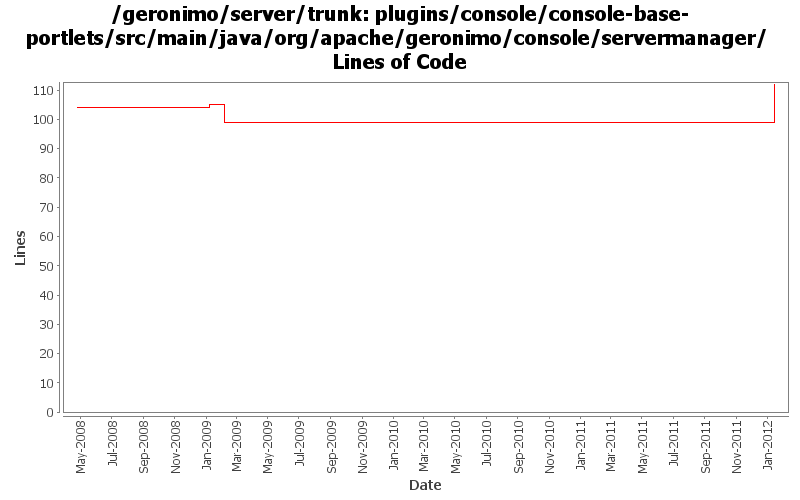 /geronimo/server/trunk: plugins/console/console-base-
portlets/src/main/java/org/apache/geronimo/console/servermanager/
Lines of Code
110
100
90
80
70
60
50
40
30
20
10
0
Lines
May-2008
Jul-2008
Sep-2008
Nov-2008
Jan-2009
Mar-2009
May-2009
Jul-2009
Sep-2009
Nov-2009
Jan-2010
Mar-2010
May-2010
Jul-2010
Sep-2010
Nov-2010
Jan-2011
Mar-2011
May-2011
Jul-2011
Sep-2011
Nov-2011
Jan-2012
Date